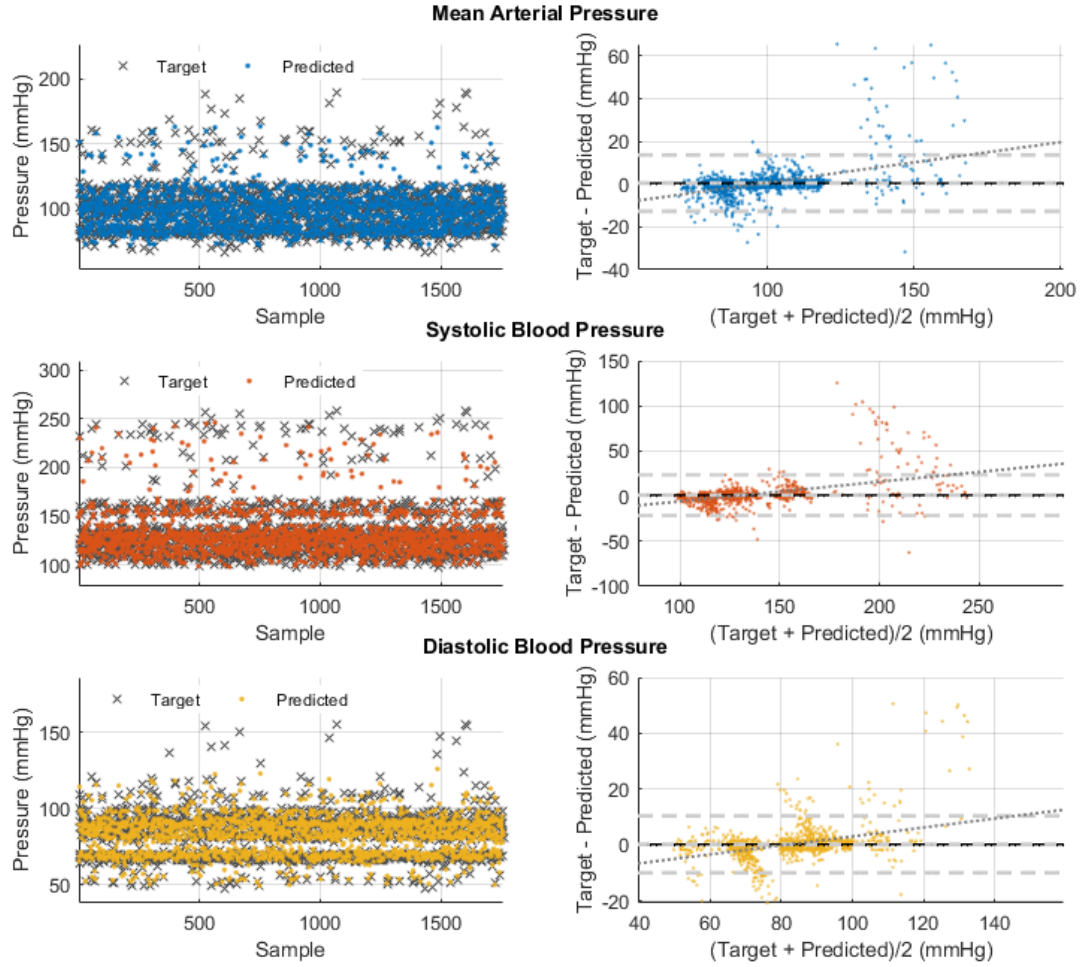 Mean Arterial Pressure
Target Predicted
Pressure (mmHg)
200
150
100
500 1000 1500
Sample
Target - Predicted (mmHg)
60
40
20
0
-20
-40
100 150 200
(Target + Predicted)/2 (mmHg)
Systolic Blood Pressure
Target Predicted
Pressure (mmHg)
300
250
200
150
100
500 1000 1500
Sample
Target - Predicted (mmHg)
150
100
50
0
-50
-100
100 150 200 250
(Target + Predicted)/2 (mmHg)
Diastolic Blood Pressure
Target Predicted
Pressure (mmHg)
150
100
50
500 1000 1500
Sample
Target - Predicted (mmHg)
60
40
20
0
-20
40 60 80 100 120 140
(Target + Predicted)/2 (mmHg)